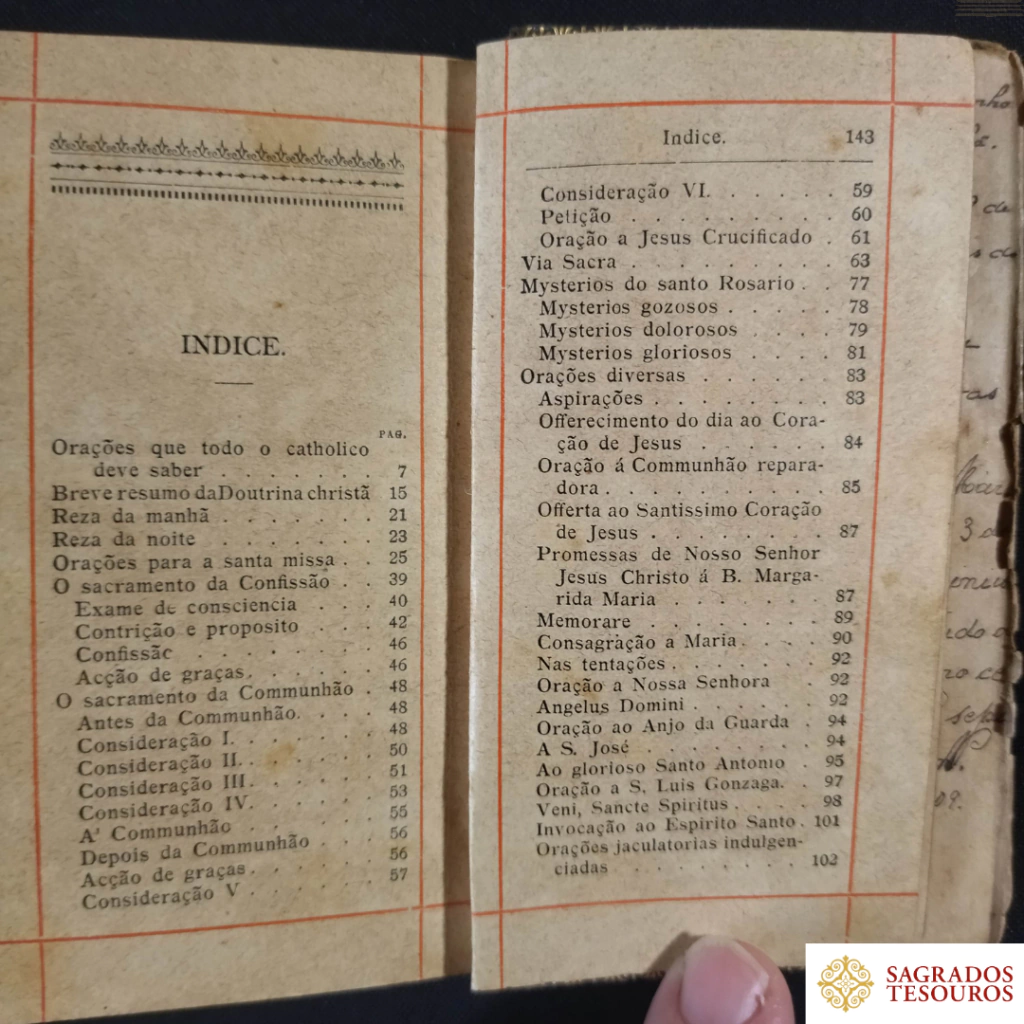 INDICE.
PAG.
Orações que todo o catholico
deve saber . . . . . . . 7
Breve resumo da Doutrina christã 15
Reza da manhã . . . . . . . 21
Reza da noite . . . . . . . 23
Orações para a santa missa . . 25
O sacramento da Confissão . . 39
Exame de consciencia . . . 40
Contrição e proposito . . . 42
Confissão . . . . . . . . 46
Acção de graças. . . . . . 46
O sacramento da Communhão . 48
Antes da Communhão. . . . 48
Consideração I. . . . . . . 48
Consideração II. . . . . . . 50
Consideração III. . . . . . 51
Consideração IV. . . . . . 53
A' Communhão . . . . . . 55
Depois da Communhão . . . 56
Acção de graças. . . . . . 56
Consideração V . . . . . . 57
Indice. 143
Consideração VI. . . . . . 59
Petição . . . . . . . . . 60
Oração a Jesus Crucificado . 61
Via Sacra . . . . . . . . . 63
Mysterios do santo Rosario . . 77
Mysterios gozosos . . . . . 78
Mysterios dolorosos . . . . 79
Mysterios gloriosos . . . . 81
Orações diversas . . . . . . 83
Aspirações . . . . . . . . 83
Offerecimento do dia ao Cora-
ção de Jesus . . . . . . 84
Oração á Communhão repara-
dora . . . . . . . . . . 85
Offerta ao Santissimo Coração
de Jesus . . . . . . . . 87
Promessas de Nosso Senhor
Jesus Christo á B. Marga-
rida Maria . . . . . . . 87
Memorare . . . . . . . . 89
Consagração a Maria. . . . 90
Nas tentações . . . . . . . 92
Oração a Nossa Senhora . 92
Angelus Domini . . . . . . 92
Oração ao Anjo da Guarda . 94
A S. José . . . . . . . . 94
Ao glorioso Santo Antonio . 95
Oração a S. Luis Gonzaga. . 97
Veni, Sancte Spiritus . . . . 98
Invocação ao Espirito Santo . 101
Orações jaculatorias indulgen-
ciadas . . . . . . . 102
SAGRADOS
TESOUROS